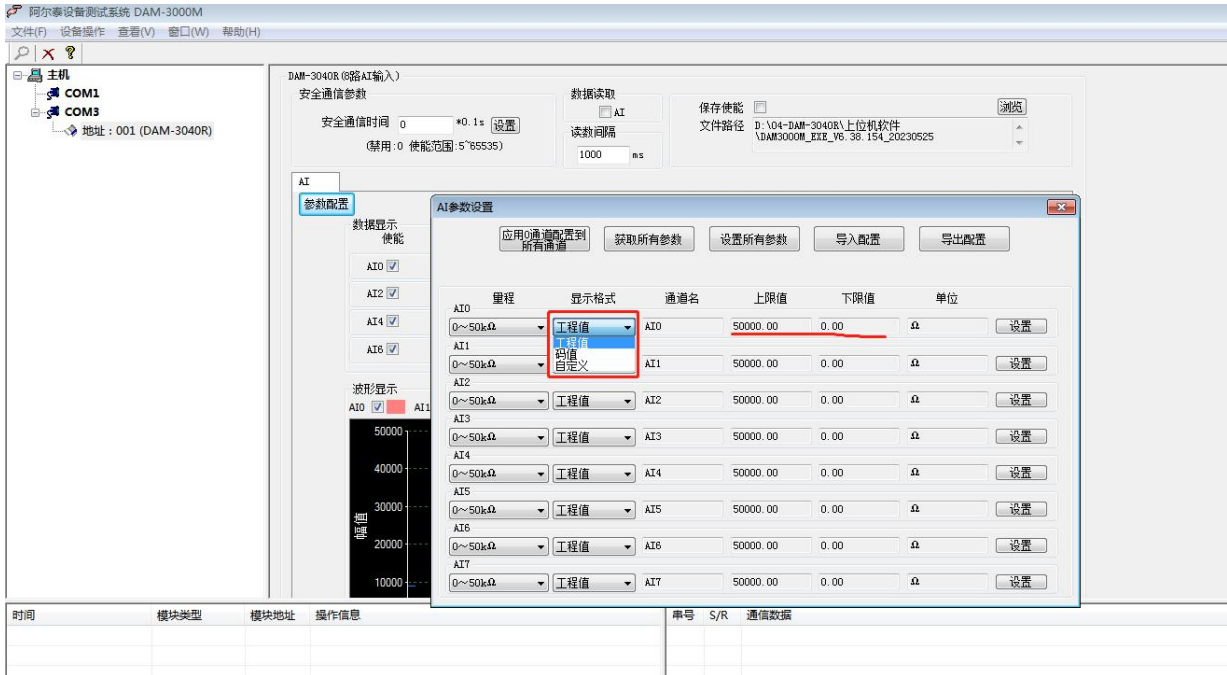 阿尔泰设备测试系统 DAM-3000M
文件(F) 设备操作 查看(V) 窗口(W) 帮助(H)
主机
COM1
COM3
地址：001 (DAM-3040R)
DAM-3040R(8路AI输入)
安全通信参数
安全通信时间 0 *0.1s 设置
(禁用:0 使能范围:5~65535)
数据读取
AI
读数间隔
1000 ms
保存使能
浏览
文件路径 D:\04-DAM-3040R\上位机软件
\DAM3000M_EXE_V6.38.154_20230525
AI
参数配置
数据显示
使能
AI0
AI2
AI4
AI6
波形显示
AI0 AI1
50000
40000
30000
20000
10000
幅值
AI参数设置
应用0通道配置到
所有通道
获取所有参数 设置所有参数 导入配置 导出配置
量程 显示格式 通道名 上限值 下限值 单位
AI0
0~50kΩ 工程值 AI0 50000.00 0.00 Ω 设置
工程值
码值
自定义
AI1
0~50kΩ AI1 50000.00 0.00 Ω 设置
AI2
0~50kΩ 工程值 AI2 50000.00 0.00 Ω 设置
AI3
0~50kΩ 工程值 AI3 50000.00 0.00 Ω 设置
AI4
0~50kΩ 工程值 AI4 50000.00 0.00 Ω 设置
AI5
0~50kΩ 工程值 AI5 50000.00 0.00 Ω 设置
AI6
0~50kΩ 工程值 AI6 50000.00 0.00 Ω 设置
AI7
0~50kΩ 工程值 AI7 50000.00 0.00 Ω 设置
时间 模块类型 模块地址 操作信息
串号 S/R 通信数据